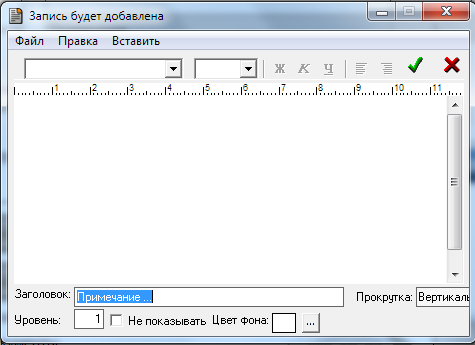 Запись будет добавлена
Файл Правка Вставить
Ж К Ч
1 2 3 4 5 6 7 8 9 10 11
Заголовок: Примечание ... Прокрутка: Вертикаль
Уровень: 1 Не показывать Цвет фона: ...